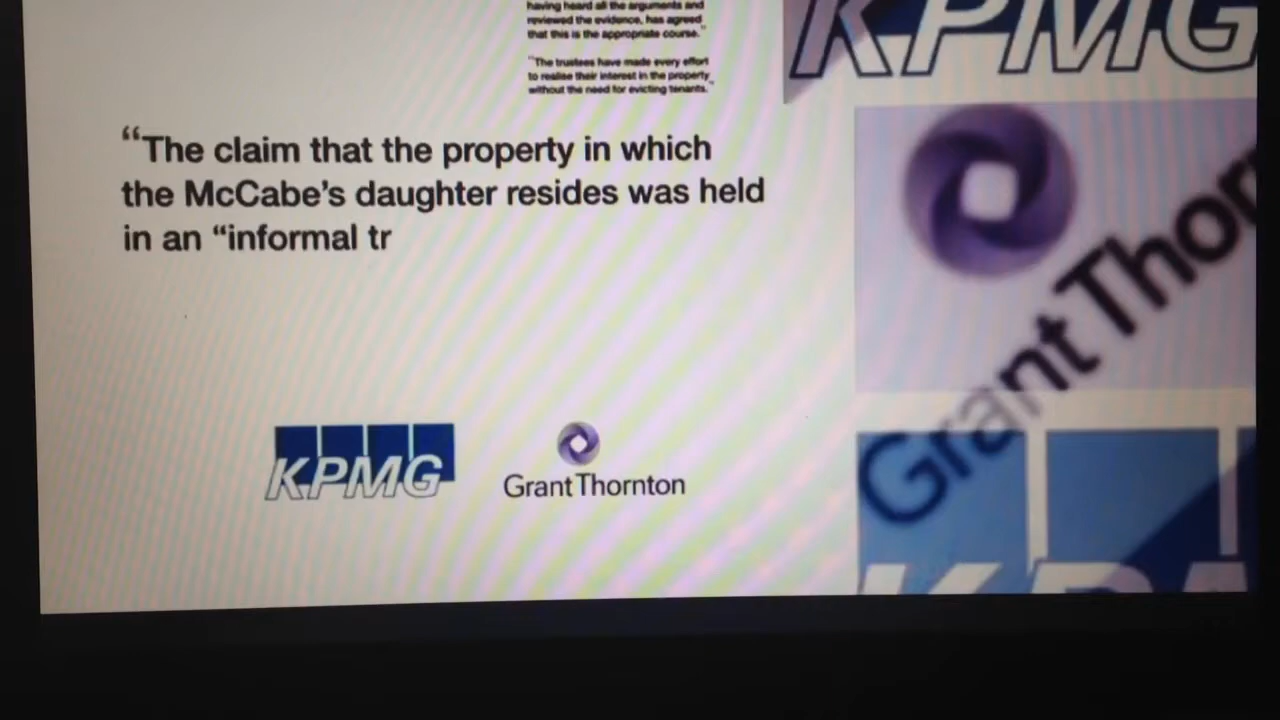 having heard all the arguments and
reviewed the evidence, has agreed
that this is the appropriate course."
"The trustees have made every effort
to realise their interest in the property
without the need for evicting tenants."
“The claim that the property in which
the McCabe’s daughter resides was held
in an “informal tr
KPMG
Grant Thornton
KPMG
Grant Thor